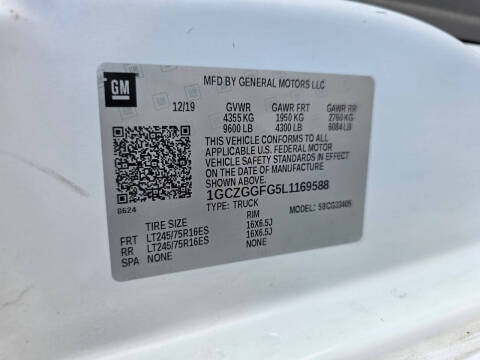 GM
MFD BY GENERAL MOTORS LLC
12/19 GVWR GAWR FRT GAWR RR
4355 KG 1950 KG 2760 KG
9600 LB 4300 LB 6084 LB
THIS VEHICLE CONFORMS TO ALL
APPLICABLE U.S. FEDERAL MOTOR
VEHICLE SAFETY STANDARDS IN EFFECT
ON THE DATE OF MANUFACTURE
1GCZGGFG5L1169588
8624 TYPE: TRUCK MODEL:
TIRE SIZE RIM
FRT LT245/75R16ES 16X6.5J
RR LT245/75R16ES 16X6.5J
SPA NONE NONE